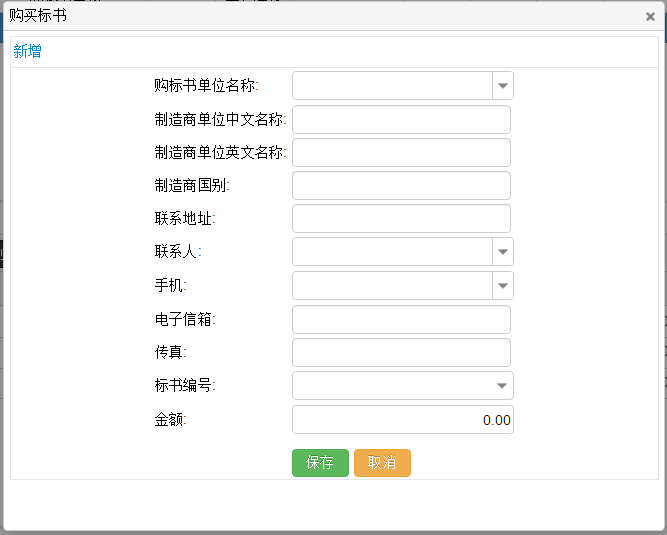 购买标书
新增
购标书单位名称:
制造商单位中文名称:
制造商单位英文名称:
制造商国别:
联系地址:
联系人:
手机:
电子信箱:
传真:
标书编号:
金额: 0.00
保存 取消